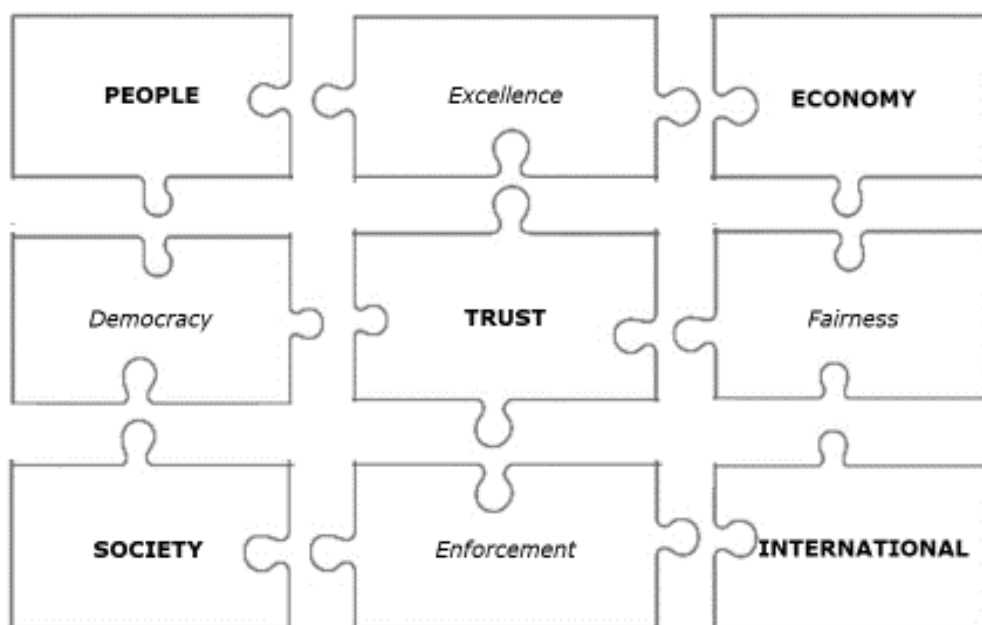 PEOPLE
Excellence
ECONOMY
Democracy
TRUST
Fairness
SOCIETY
Enforcement
INTERNATIONAL